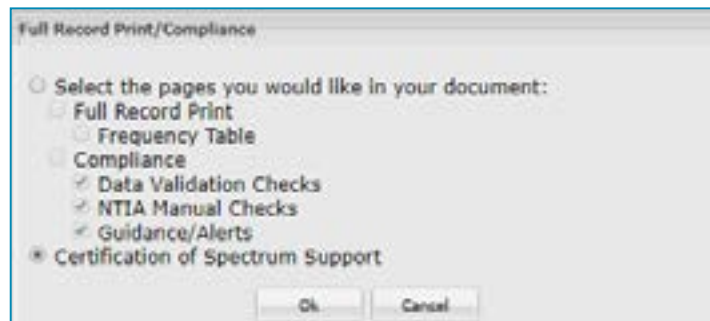 Full Record Print/Compliance
Select the pages you would like in your document:
Full Record Print
Frequency Table
Compliance
Data Validation Checks
NTIA Manual Checks
Guidance/Alerts
Certification of Spectrum Support
Ok Cancel